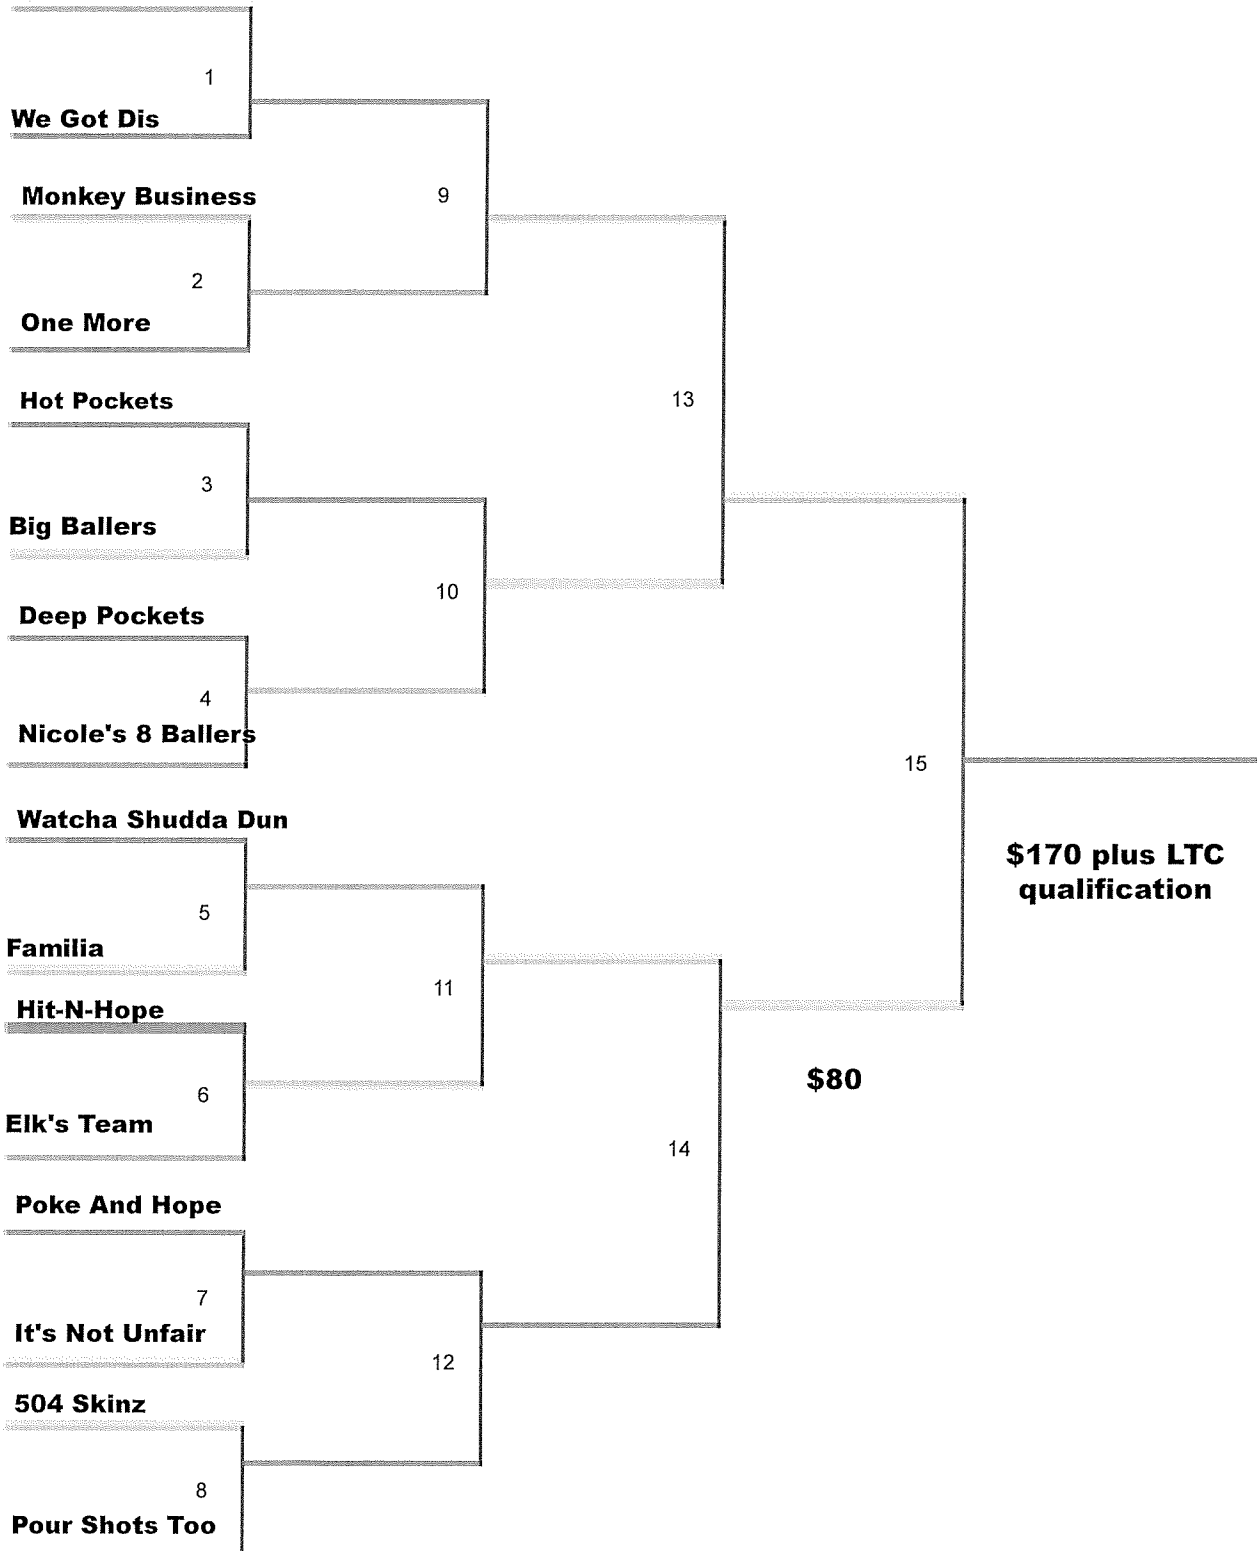 1
We Got Dis
Monkey Business
9
2
One More
Hot Pockets
13
3
Big Ballers
10
Deep Pockets
4
Nicole's 8 Ballers
15
Watcha Shudda Dun
$170 plus LTC
qualification
5
Familia
11
Hit-N-Hope
$80
6
Elk's Team
14
Poke And Hope
7
It's Not Unfair
12
504 Skinz
8
Pour Shots Too